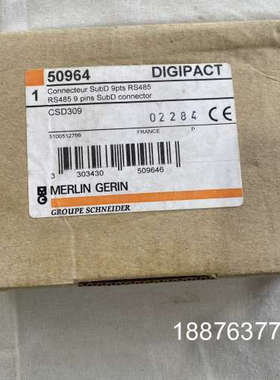 50964 DIGIPACT
1 Connecteur SubD 9pts RS485
RS485 9 pins SubD connector
CSD309
02284 CE
5100512766 FRANCE P
3 303430 509646
MERLIN GERIN
GROUPE SCHNEIDER
18876377